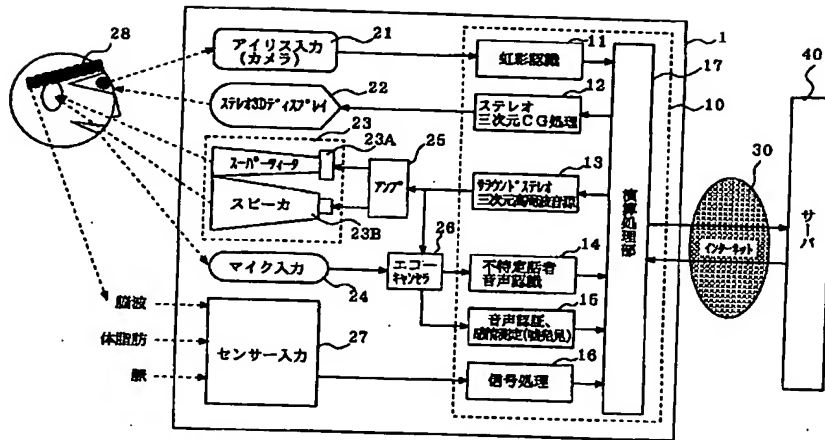 28
アイリス入力
(カメラ)
21
虹彩認識
11
1
17
10
40
ステレオ3Dディスプレイ
22
ステレオ
三次元CG処理
12
23
23A
スーパーツィータ
スピーカ
23B
25
アンプ
サラウンドステレオ
三次元高周波音源
13
演算処理部
30
インターネット
サーバ
26
エコー
キャンセラ
マイク入力
24
不特定話者
音声認識
14
音声認証、
感情測定(嘘発見)
15
脳波
体脂肪
脈
センサー入力
27
信号処理
16